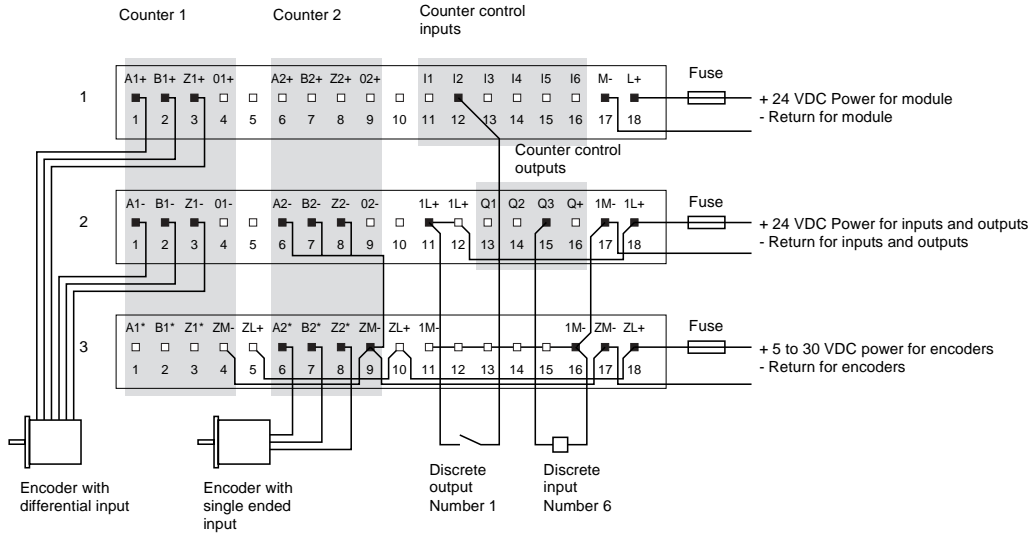 Counter 1
Counter 2
Counter control
inputs
A1+ B1+ Z1+ 01+ A2+ B2+ Z2+ 02+ I1 I2 I3 I4 I5 I6 M- L+
Fuse
1
1 2 3 4 5 6 7 8 9 10 11 12 13 14 15 16 17 18
+ 24 VDC Power for module
- Return for module
Counter control
outputs
A1- B1- Z1- 01- A2- B2- Z2- 02- 1L+ 1L+ Q1 Q2 Q3 Q+ 1M- 1L+
Fuse
2
1 2 3 4 5 6 7 8 9 10 11 12 13 14 15 16 17 18
+ 24 VDC Power for inputs and outputs
- Return for inputs and outputs
A1* B1* Z1* ZM- ZL+ A2* B2* Z2* ZM- ZL+ 1M- 1M- ZM- ZL+
Fuse
3
1 2 3 4 5 6 7 8 9 10 11 12 13 14 15 16 17 18
+ 5 to 30 VDC power for encoders
- Return for encoders
Encoder with
differential input
Encoder with
single ended
input
Discrete
output
Number 1
Discrete
input
Number 6